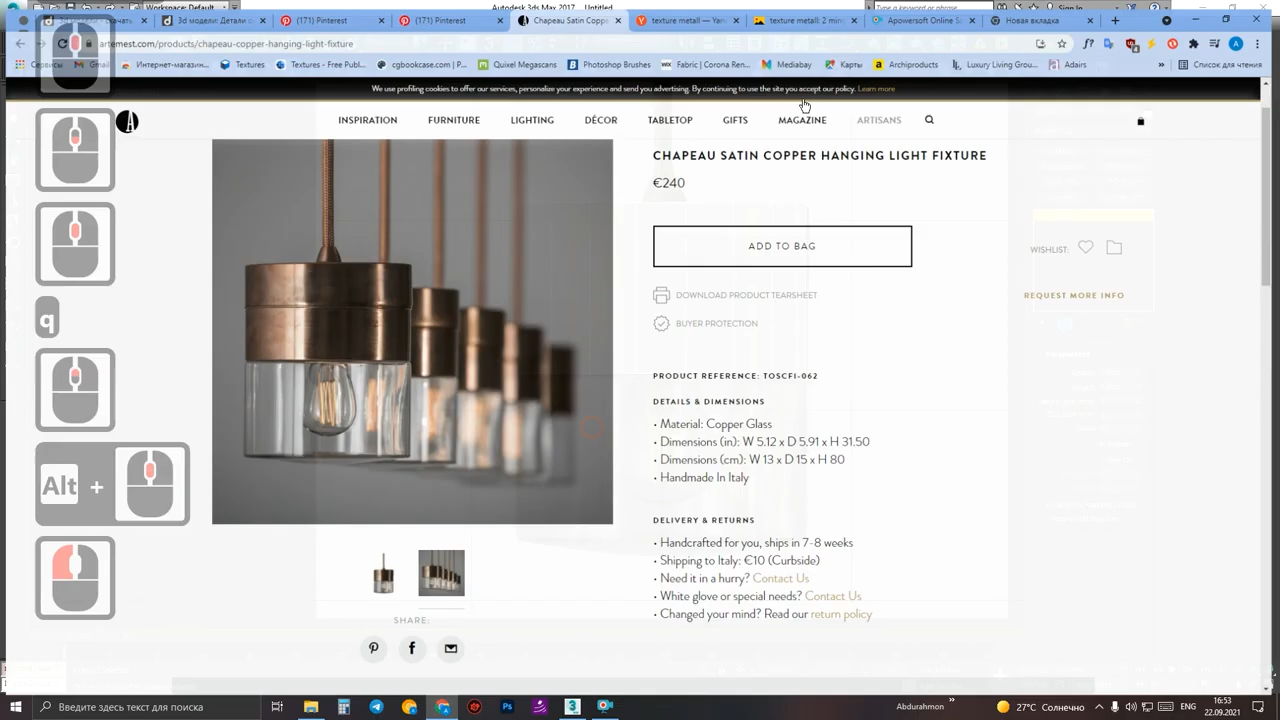 Autodesk 3ds Max 2017
Untitled
3d модели: Детали о
(171) Pinterest
(171) Pinterest
Chapeau Satin Coppe
texture metall — Yan
texture metall: 2 mln
Apowersoft Online S
Новая вкладка
artemest.com/products/chapeau-copper-hanging-light-fixture
Сервисы
Интернет-магазин...
Textures
Textures - Free Publ...
cgbookcase.com | P...
Quixel Megascans
Photoshop Brushes
Fabric | Corona Ren...
Mediabay
Карты
Archiproducts
Luxury Living Group...
Adairs
»
Список для чтения
We use profiling cookies to offer our services, personalize your experience and send you advertising. By continuing to use the site you accept our policy. Learn more
INSPIRATION
FURNITURE
LIGHTING
DÉCOR
TABLETOP
GIFTS
MAGAZINE
ARTISANS
CHAPEAU SATIN COPPER HANGING LIGHT FIXTURE
€240
ADD TO BAG
WISHLIST:
DOWNLOAD PRODUCT TEARSHEET
REQUEST MORE INFO
BUYER PROTECTION
q
PRODUCT REFERENCE: TOSCFI-062
DETAILS & DIMENSIONS
• Material: Copper Glass
• Dimensions (in): W 5.12 x D 5.91 x H 31.50
• Dimensions (cm): W 13 x D 15 x H 80
• Handmade In Italy
Alt +
DELIVERY & RETURNS
• Handcrafted for you, ships in 7-8 weeks
• Shipping to Italy: €10 (Curbside)
• Need it in a hurry? Contact Us
• White glove or special needs? Contact Us
• Changed your mind? Read our return policy
SHARE:
Введите здесь текст для поиска
Abdurahmon
27°C Солнечно
16:53
22.09.2021